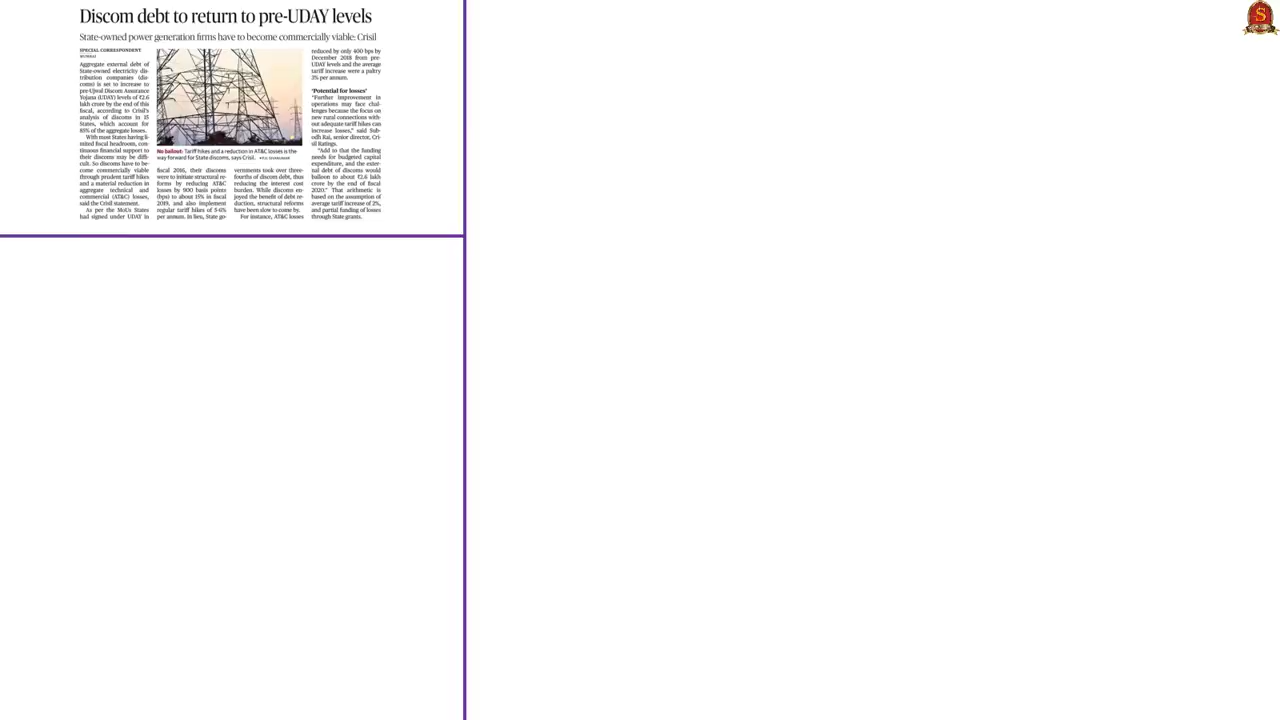 Discom debt to return to pre-UDAY levels
State-owned power generation firms have to become commercially viable: Crisil
SPECIAL CORRESPONDENT
MUMBAI
Aggregate external debt of
State-owned electricity dis-
tribution companies (dis-
coms) is set to increase to
pre-Ujwal Discom Assurance
Yojana (UDAY) levels of ₹2.6
lakh crore by the end of this
fiscal, according to Crisil's
analysis of discoms in 15
States, which account for
85% of the aggregate losses.
With most States having li-
mited fiscal headroom, con-
tinuous financial support to
their discoms may be diffi-
cult. So discoms have to be-
come commercially viable
through prudent tariff hikes
and a material reduction in
aggregate technical and
commercial (AT&C) losses,
said the Crisil statement.
As per the MoUs States
had signed under UDAY in
No bailout: Tariff hikes and a reduction in AT&C losses is the
way forward for State discoms, says Crisil.
fiscal 2016, their discoms
were to initiate structural re-
forms by reducing AT&C
losses by 900 basis points
(bps) to about 15% in fiscal
2019, and also implement
regular tariff hikes of 5-6%
per annum. In lieu, State go-
vernments took over three-
fourths of discom debt, thus
reducing the interest cost
burden. While discoms en-
joyed the benefit of debt re-
duction, structural reforms
have been slow to come by.
For instance, AT&C losses
reduced by only 400 bps by
December 2018 from pre-
UDAY levels and the average
tariff increase were a paltry
3% per annum.
'Potential for losses'
"Further improvement in
operations may face chal-
lenges because the focus on
new rural connections with-
out adequate tariff hikes can
increase losses," said Sub-
odh Rai, senior director, Cri-
sil Ratings.
"Add to that the funding
needs for budgeted capital
expenditure, and the exter-
nal debt of discoms would
balloon to about ₹2.6 lakh
crore by the end of fiscal
2020." That arithmetic is
based on the assumption of
average tariff increase of 2%,
and partial funding of losses
through State grants.
S